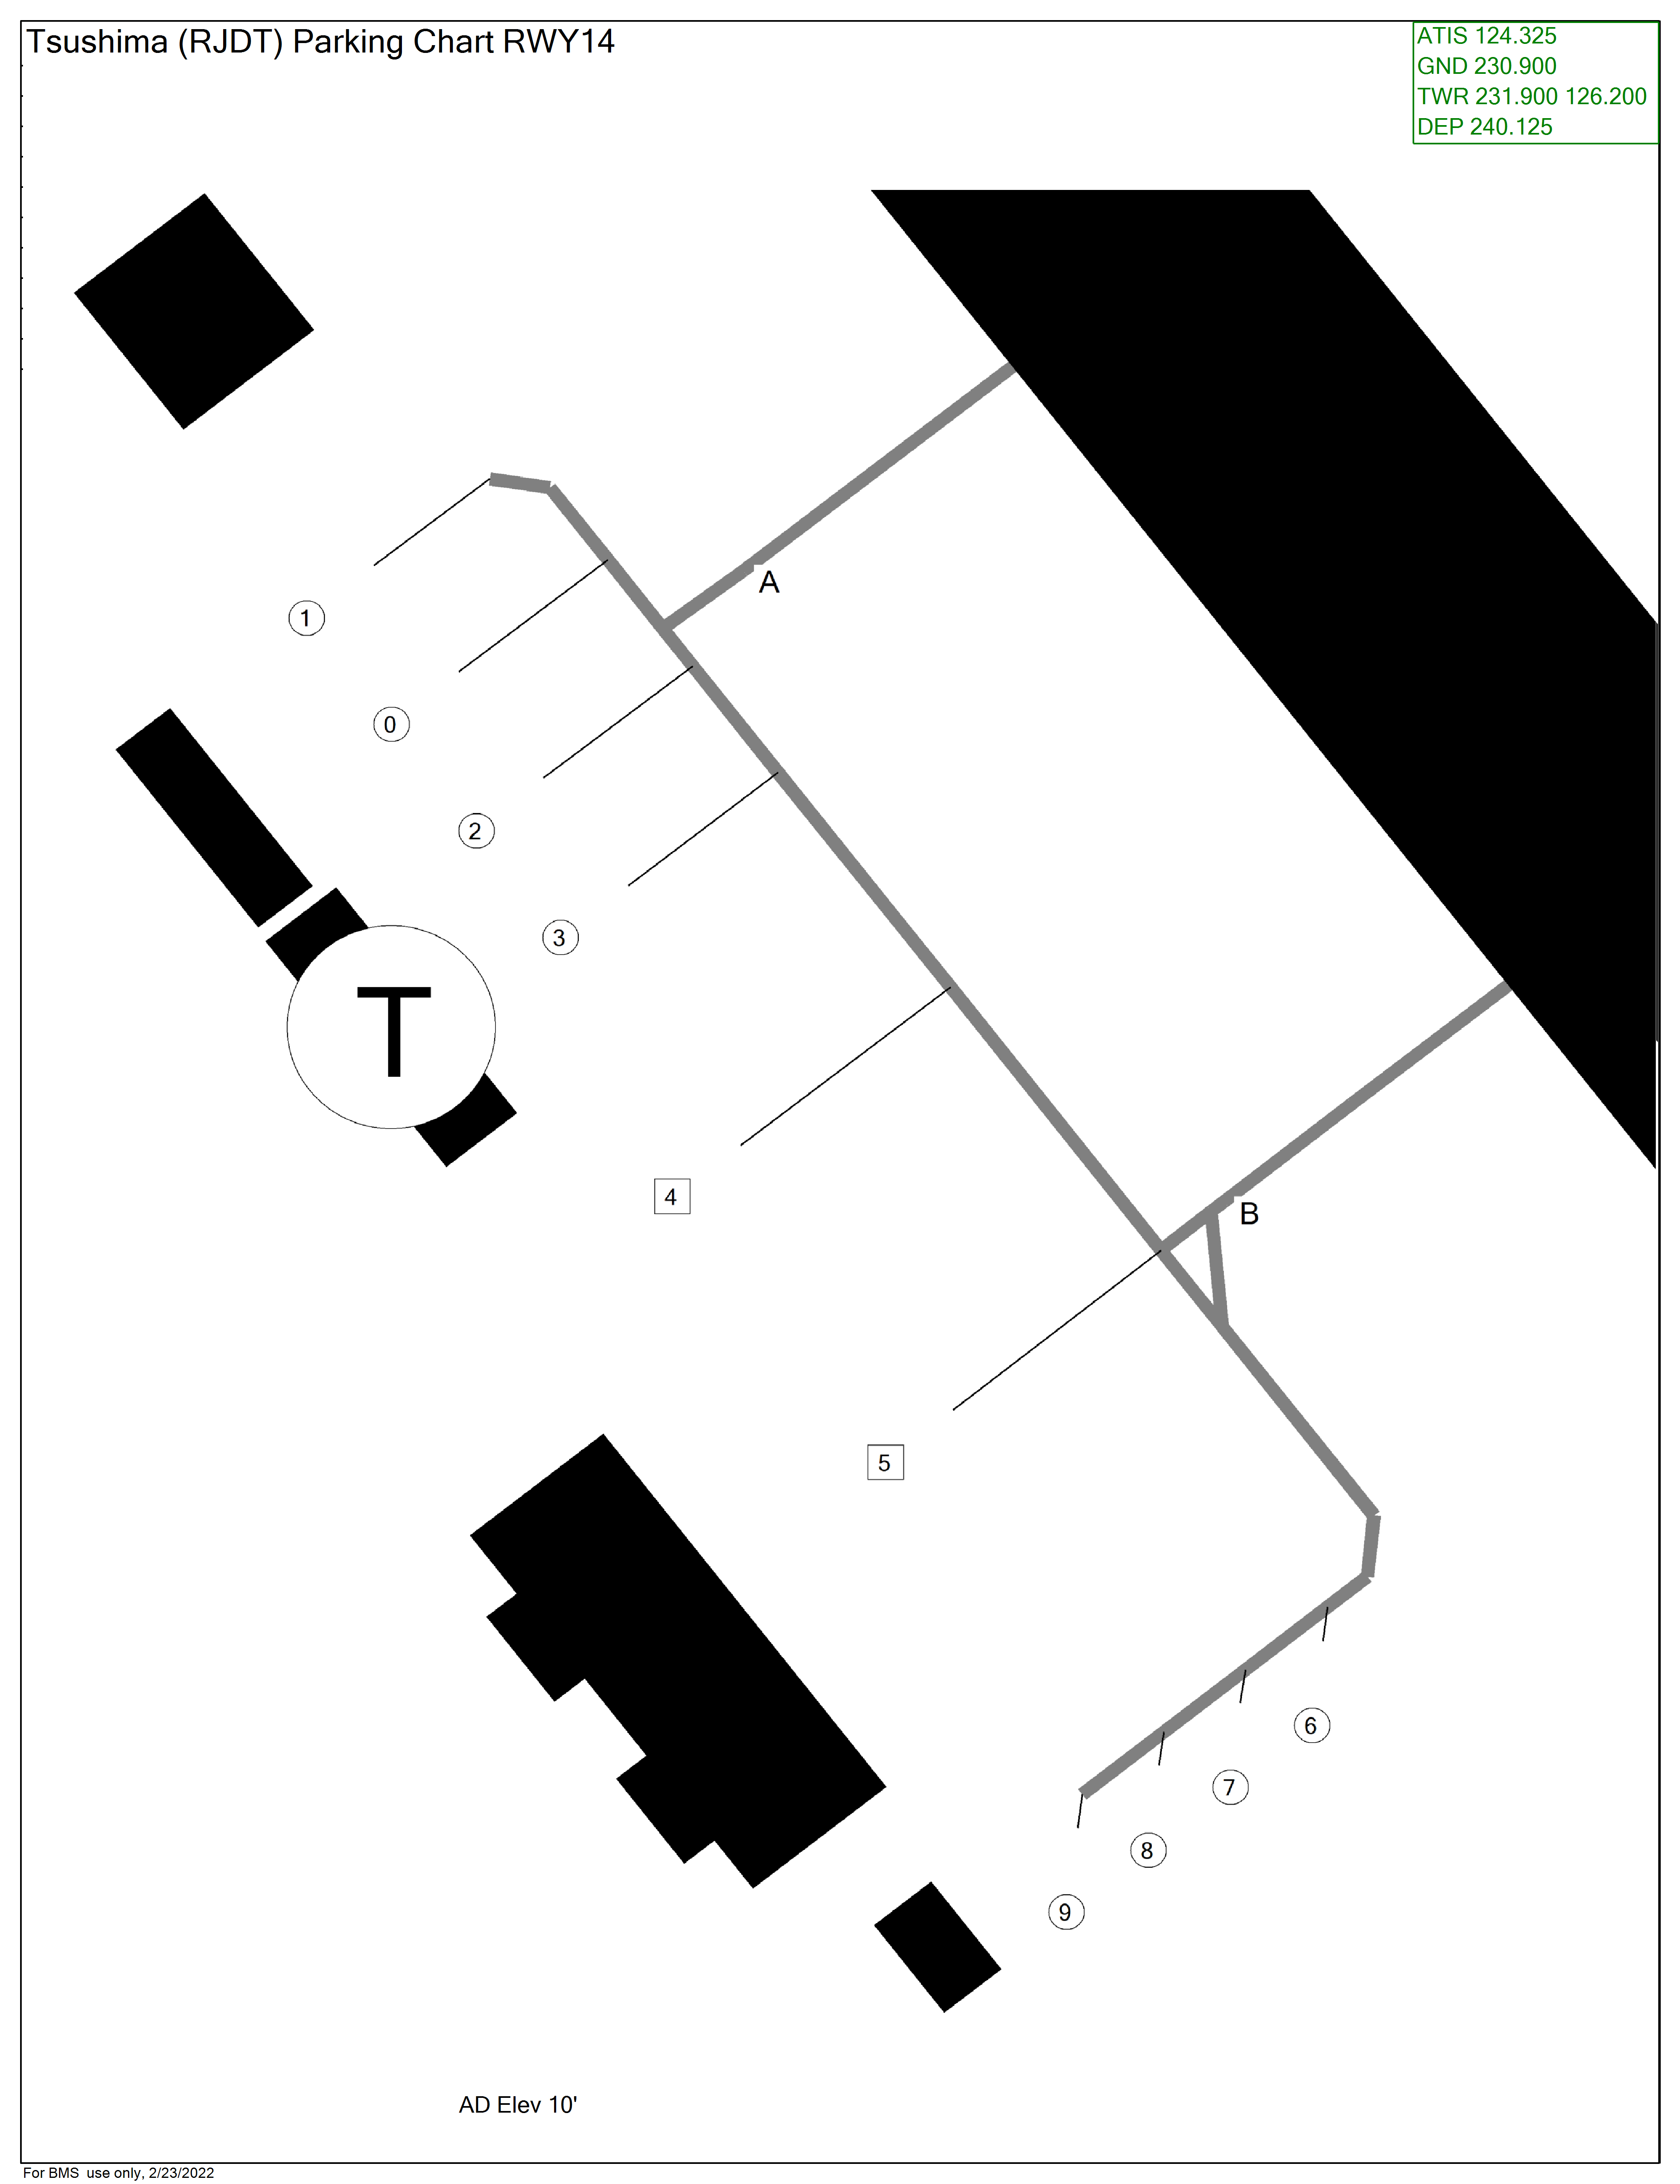 Tsushima (RJDT) Parking Chart RWY14
ATIS 124.325
GND 230.900
TWR 231.900 126.200
DEP 240.125
A
1
0
2
3
T
4
B
5
6
7
8
9
AD Elev 10'
For BMS  use only, 2/23/2022